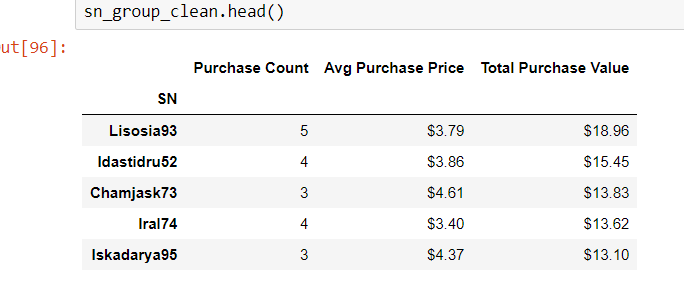 sn_group_clean.head()
ut[96]:
Purchase Count Avg Purchase Price Total Purchase Value
SN
Lisosia93 5 $3.79 $18.96
Idastidru52 4 $3.86 $15.45
Chamjask73 3 $4.61 $13.83
Iral74 4 $3.40 $13.62
Iskadarya95 3 $4.37 $13.10